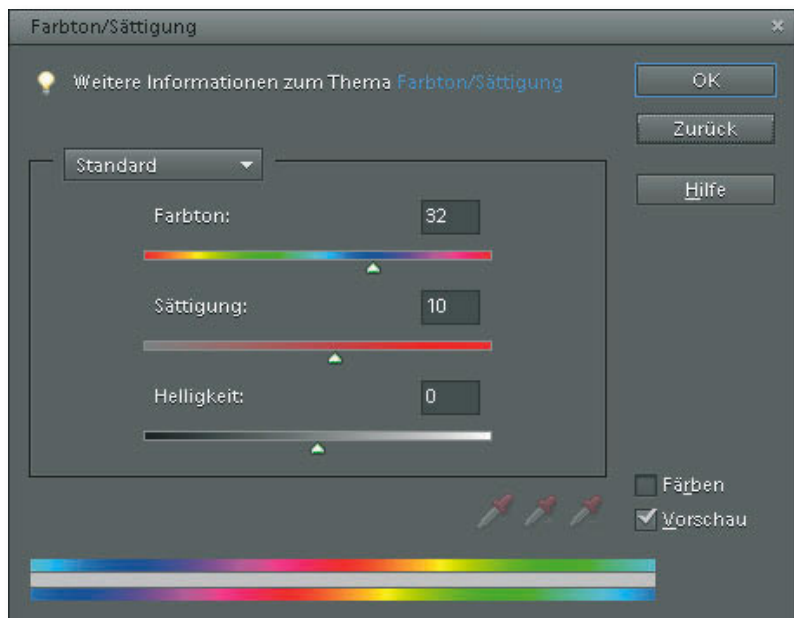 Farbton/Sättigung
Weitere Informationen zum Thema Farbton/Sättigung
OK
Zurück
Hilfe
Standard
Farbton: 32
Sättigung: 10
Helligkeit: 0
Färben
Vorschau